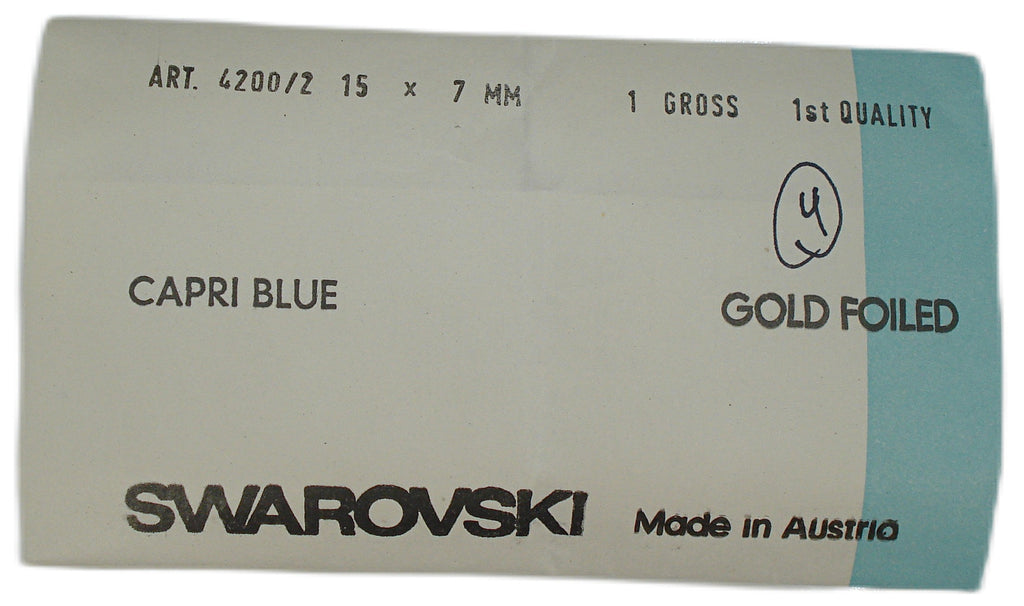 ART. 4200/2 15 x 7 MM 1 GROSS 1st QUALITY
4
CAPRI BLUE GOLD FOILED
SWAROVSKI Made in Austria